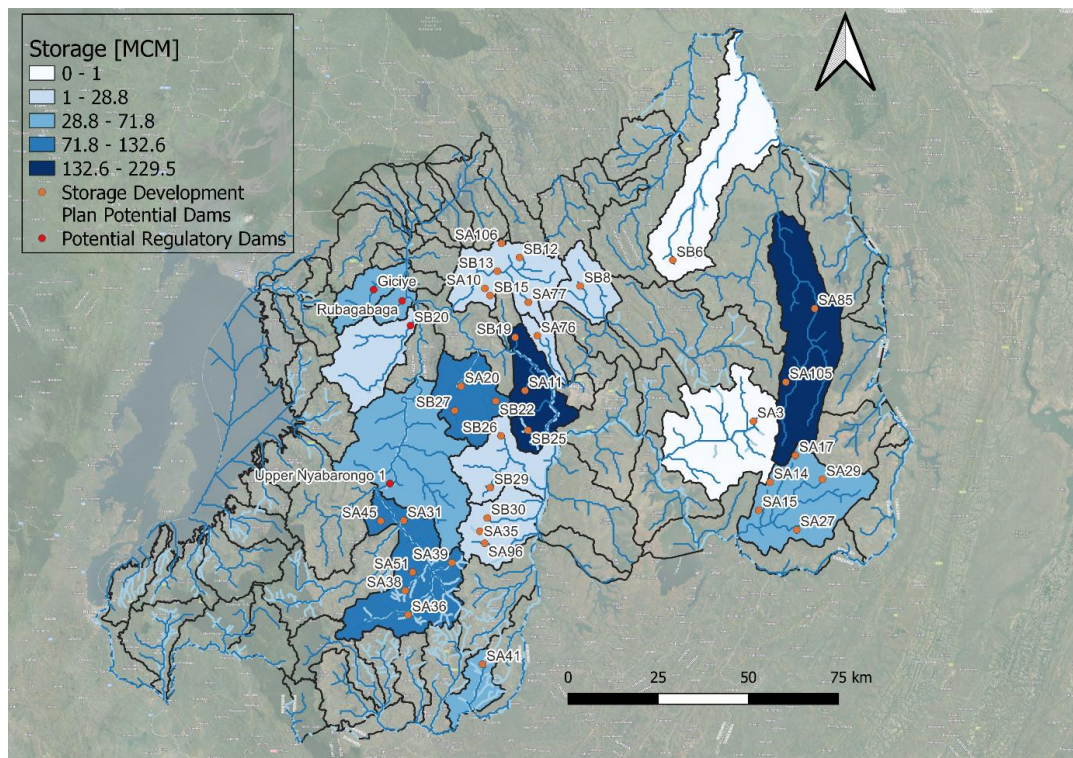 Storage [MCM]
0 - 1
1 - 28.8
28.8 - 71.8
71.8 - 132.6
132.6 - 229.5
Storage Development
Plan Potential Dams
Potential Regulatory Dams
SA106
SB12
SB6
SB13
SA10
SB15
SB8
Giciye
SA77
Rubagabaga
SA85
SB20
SB19
SA76
SA105
SA20
SA11
SB27
SB22
SA3
SB26
SB25
SA17
Upper Nyabarongo 1
SA14
SA29
SB29
SA15
SA45
SA31
SB30
SA27
SA35
SA39
SA96
SA51
SA38
SA36
SA41
0 25 50 75 km